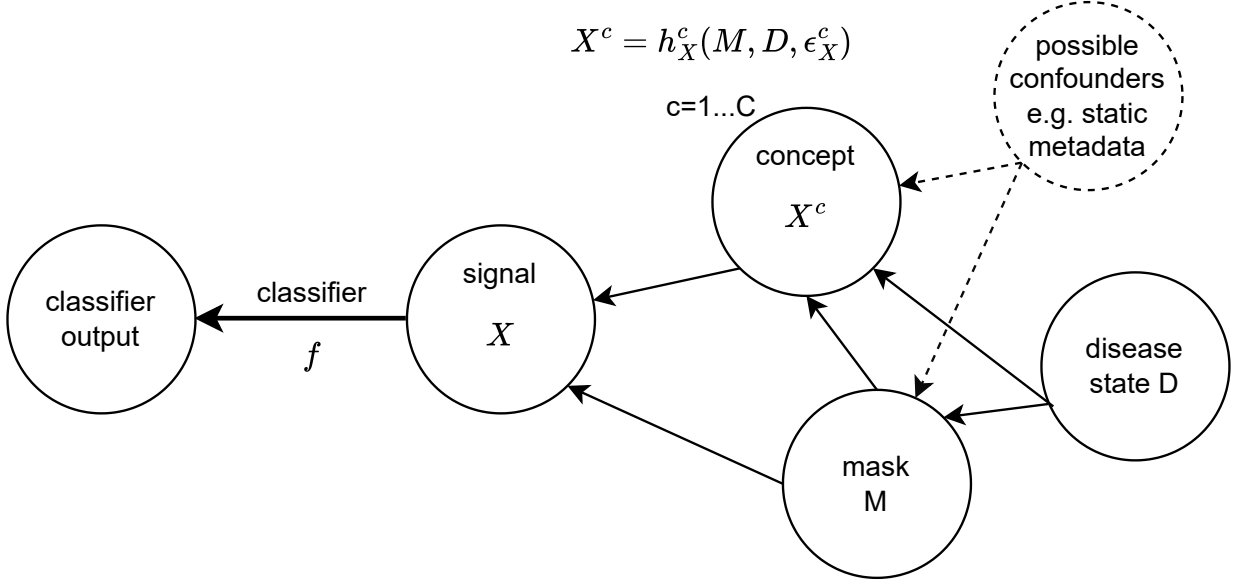 X^c = h_X^c(M, D, ϵ_X^c)
possible
confounders
e.g. static
metadata
c=1...C
concept
X^c
signal
X
classifier
f
classifier
output
disease
state D
mask
M